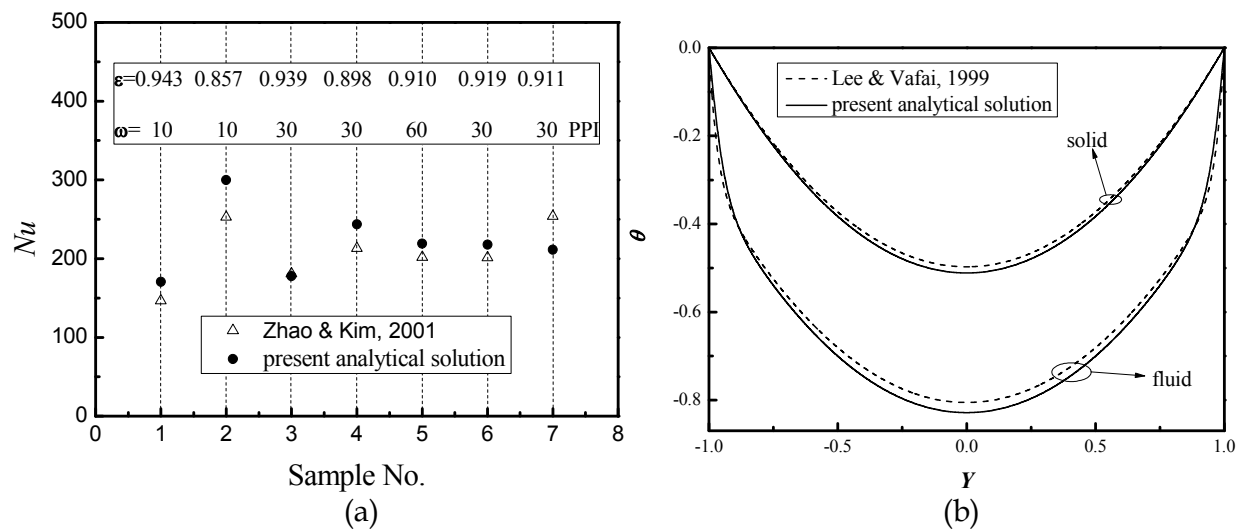 500
400
300
200
100
0
Nu
ε=0.943 0.857 0.939 0.898 0.910 0.919 0.911
ω= 10 10 30 30 60 30 30 PPI
Zhao & Kim, 2001
present analytical solution
0 1 2 3 4 5 6 7 8
Sample No.
(a)
0.0
-0.2
-0.4
-0.6
-0.8
θ
Lee & Vafai, 1999
present analytical solution
solid
fluid
-1.0 -0.5 0.0 0.5 1.0
Y
(b)